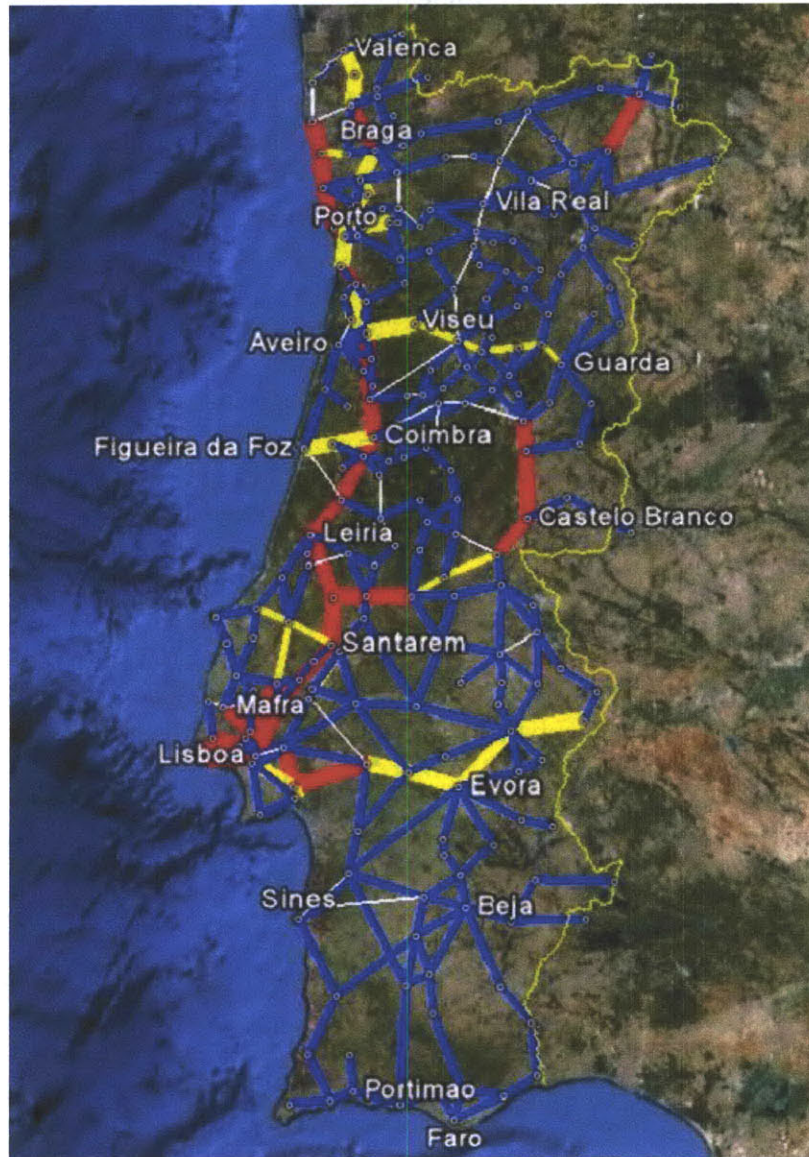 Valenca
Braga
Vila Real
Porto
Viseu
Aveiro
Guarda
Coimbra
Figueira da Foz
Castelo Branco
Leiria
Santarem
Mafra
Lisboa
Evora
Sines
Beja
Portimao
Faro